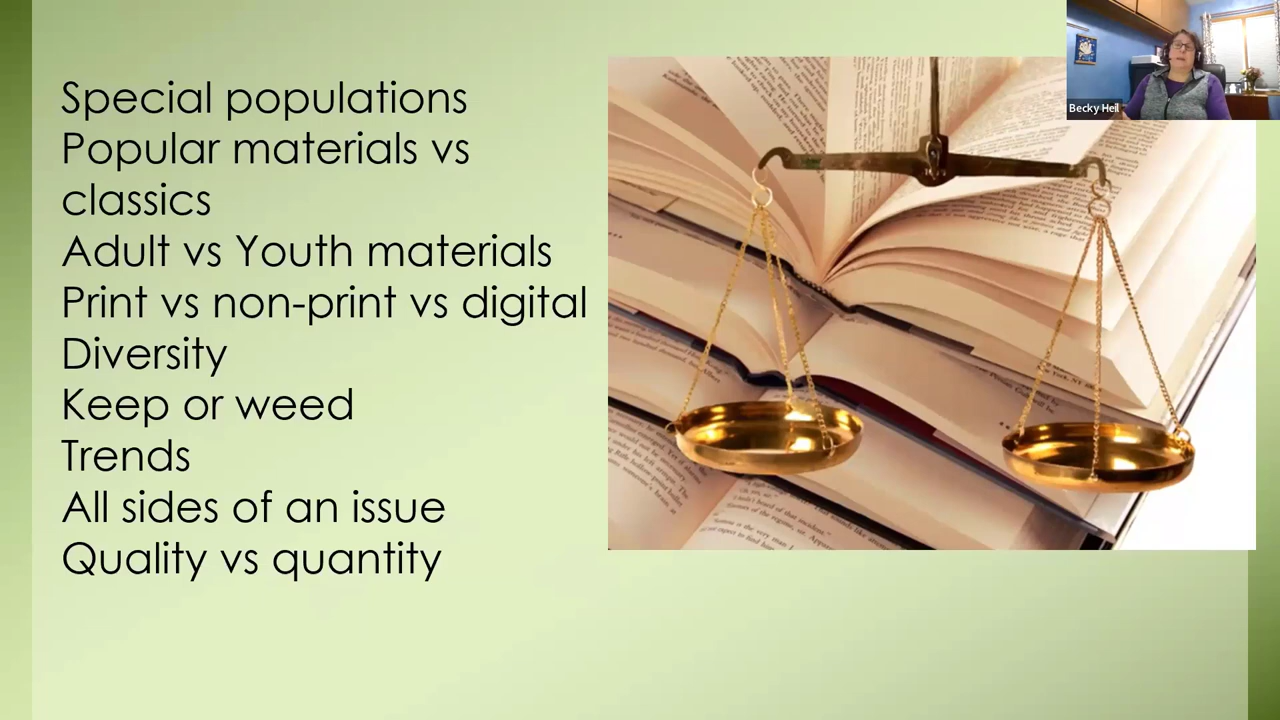 Special populations
Popular materials vs
classics
Adult vs Youth materials
Print vs non-print vs digital
Diversity
Keep or weed
Trends
All sides of an issue
Quality vs quantity
Becky Heil